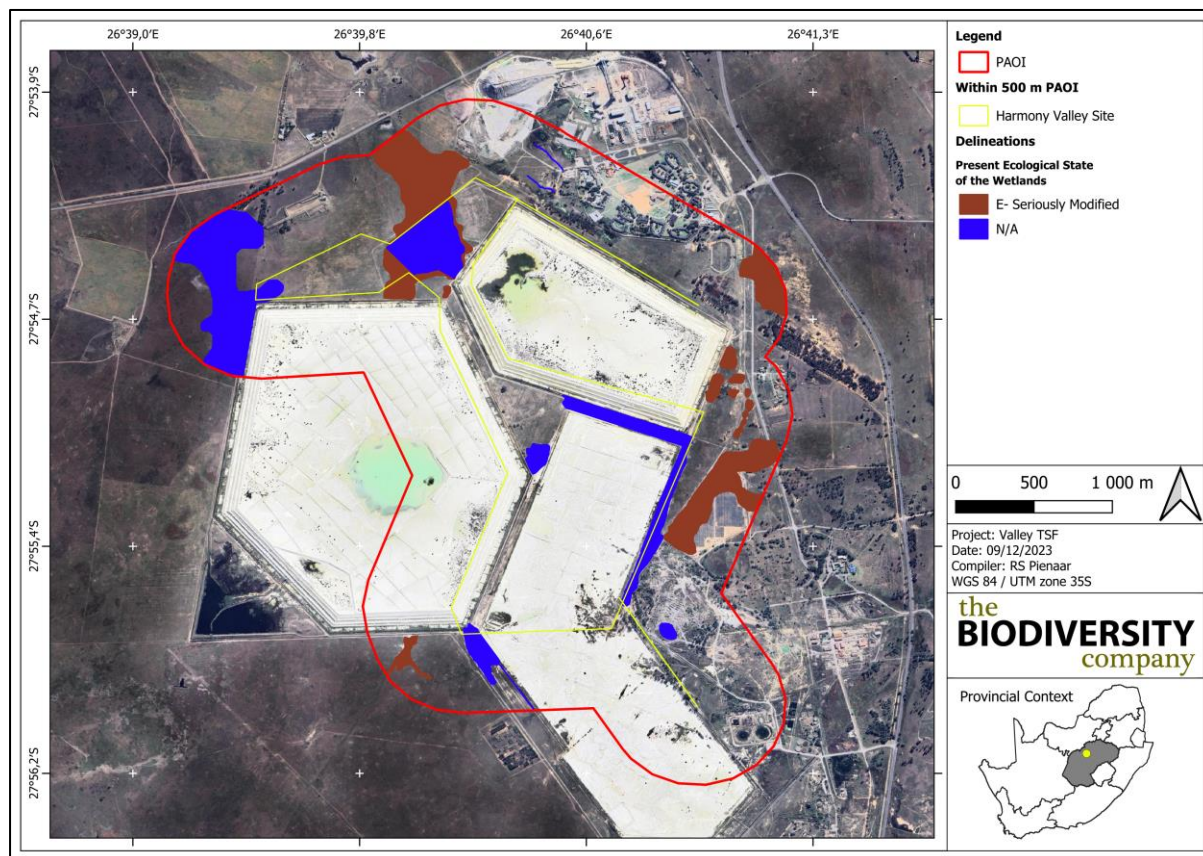 26°39,0'E
26°39,8'E
26°40,6'E
26°41,3'E
27°53,9'S
27°54,7'S
27°55,4'S
27°56,2'S
Legend
PAOI
Within 500 m PAOI
Harmony Valley Site
Delineations
Present Ecological State
of the Wetlands
E- Seriously Modified
N/A
0 500 1 000 m
Project: Valley TSF
Date: 09/12/2023
Compiler: RS Pienaar
WGS 84 / UTM zone 35S
the
BIODIVERSITY
company
Provincial Context